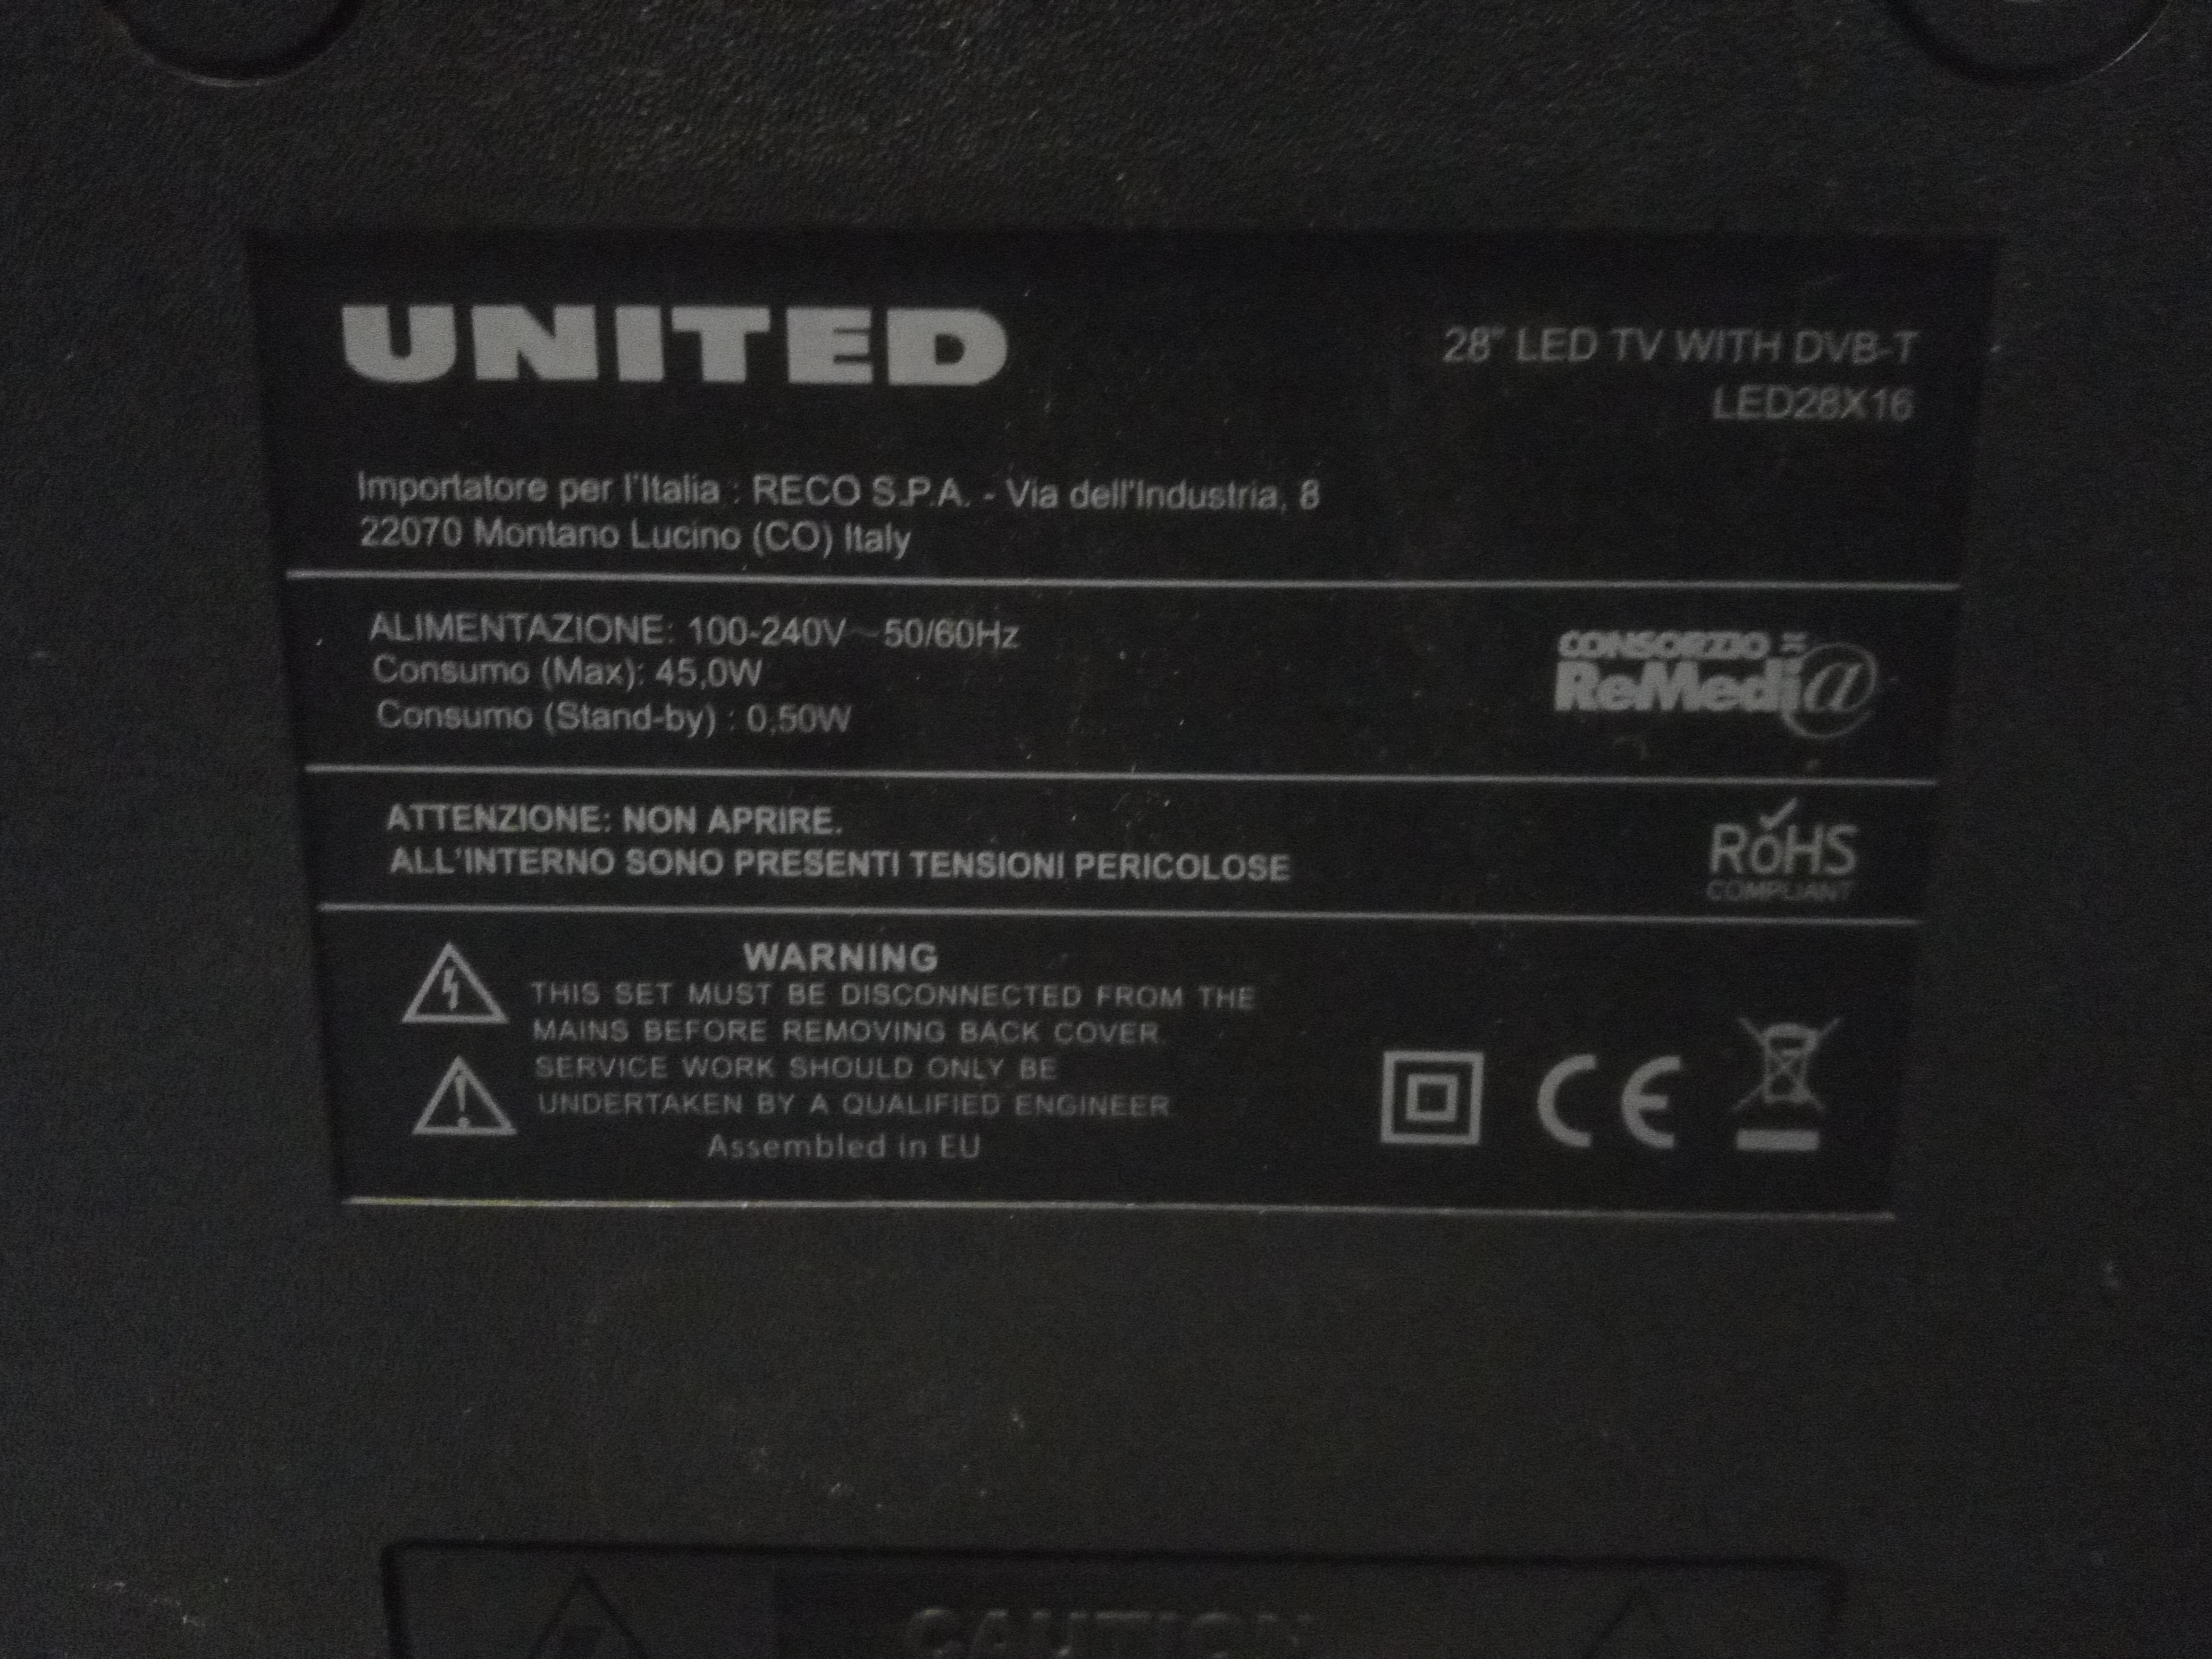 UNITED
28" LED TV WITH DVB-T
LED28X16
Importatore per l'Italia : RECO S.P.A. - Via dell'Industria, 8
22070 Montano Lucino (CO) Italy
ALIMENTAZIONE: 100-240V~50/60Hz
Consumo (Max): 45,0W
Consumo (Stand-by) : 0,50W
CONSORZIO
ReMedi@
ATTENZIONE: NON APRIRE.
ALL'INTERNO SONO PRESENTI TENSIONI PERICOLOSE
RoHS
COMPLIANT
WARNING
THIS SET MUST BE DISCONNECTED FROM THE
MAINS BEFORE REMOVING BACK COVER.
SERVICE WORK SHOULD ONLY BE
UNDERTAKEN BY A QUALIFIED ENGINEER
Assembled in EU
CE
CAUTION